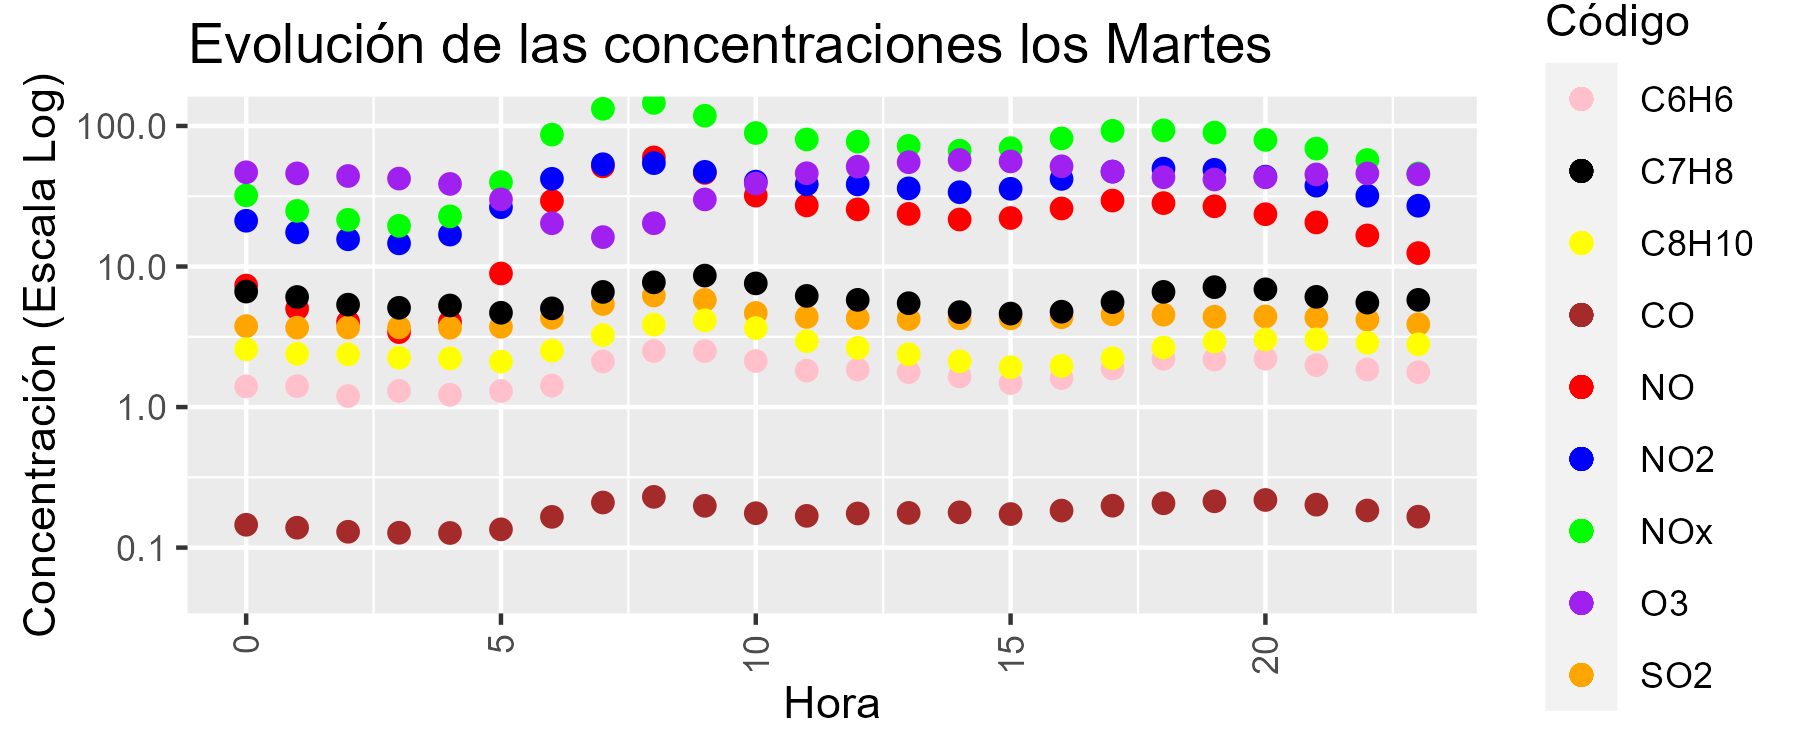 Evolución de las concentraciones los Martes
Concentración (Escala Log)
100.0
10.0
1.0
0.1
0
5
10
15
20
Hora
Código
C6H6
C7H8
C8H10
CO
NO
NO2
NOx
O3
SO2